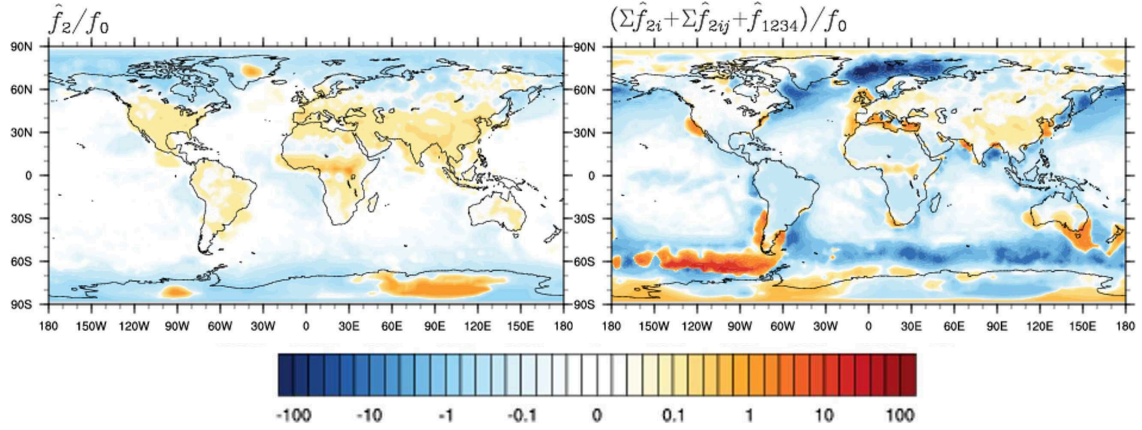 f̂₂/f₀
(Σf̂₂ᵢ+Σf̂₂ᵢⱼ+f̂₁₂₃₄)/f₀
90N 90N
60N 60N
30N 30N
0 0
30S 30S
60S 60S
90S 90S
180 150W 120W 90W 60W 30W 0 30E 60E 90E 120E 150E 180
180 150W 120W 90W 60W 30W 0 30E 60E 90E 120E 150E 180
-100 -10 -1 -0.1 0 0.1 1 10 100